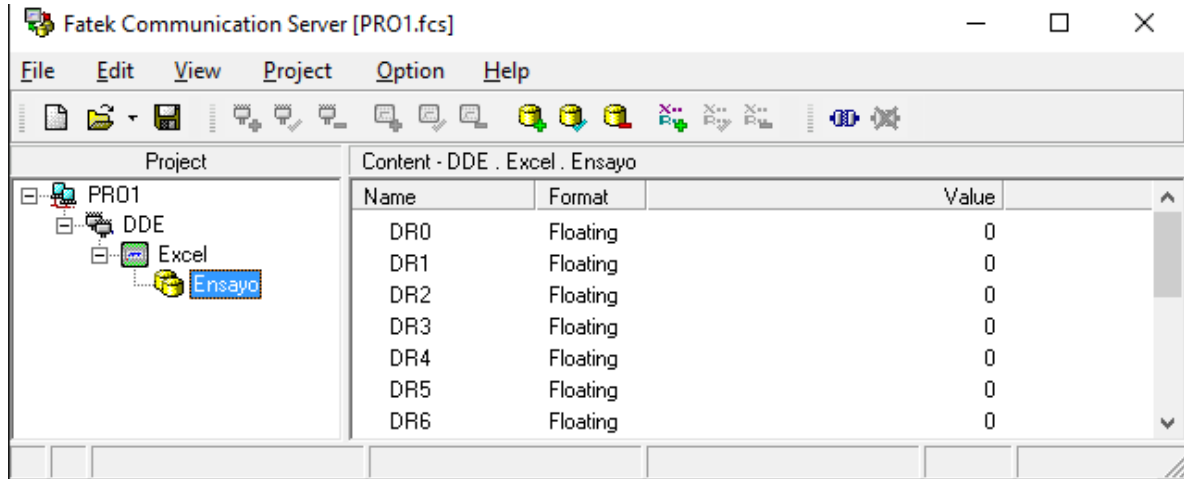 Fatek Communication Server [PRO1.fcs]
File Edit View Project Option Help
Project
Content - DDE . Excel . Ensayo
PRO1
DDE
Excel
Ensayo
Name Format Value
DR0 Floating 0
DR1 Floating 0
DR2 Floating 0
DR3 Floating 0
DR4 Floating 0
DR5 Floating 0
DR6 Floating 0